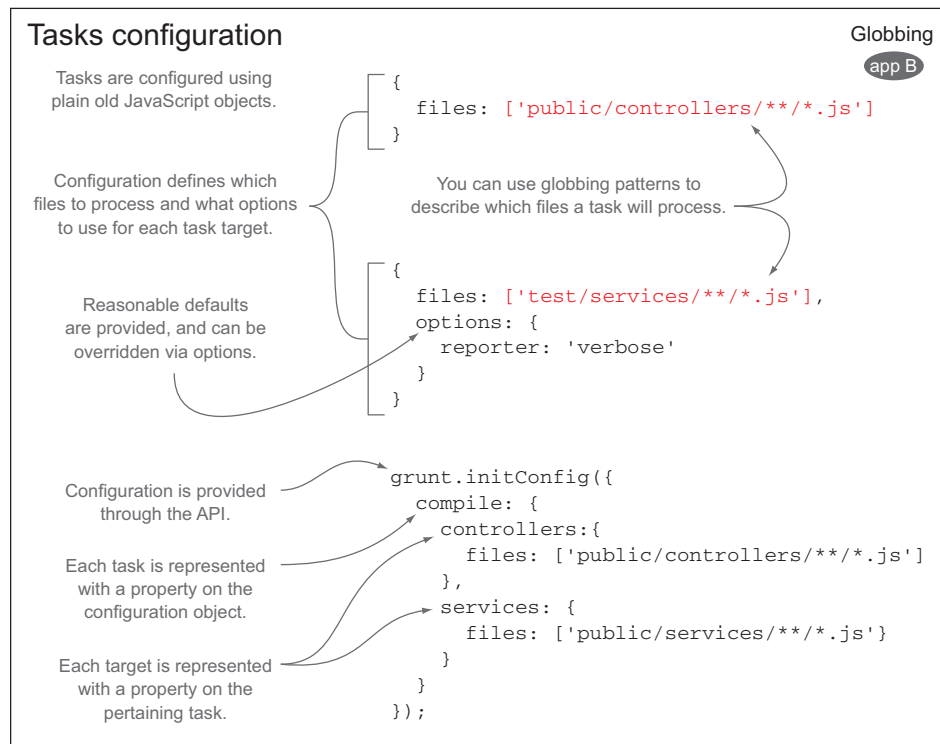 Tasks configuration
Globbing
app B
Tasks are configured using
plain old JavaScript objects.
{
files: ['public/controllers/**/*.js']
}
Configuration defines which
files to process and what options
to use for each task target.
You can use globbing patterns to
describe which files a task will process.
{
files: ['test/services/**/*.js'],
options: {
reporter: 'verbose'
}
}
Reasonable defaults
are provided, and can be
overridden via options.
Configuration is provided
through the API.
Each task is represented
with a property on the
configuration object.
Each target is represented
with a property on the
pertaining task.
grunt.initConfig({
compile: {
controllers:{
files: ['public/controllers/**/*.js']
},
services: {
files: ['public/services/**/*.js'}
}
}
});